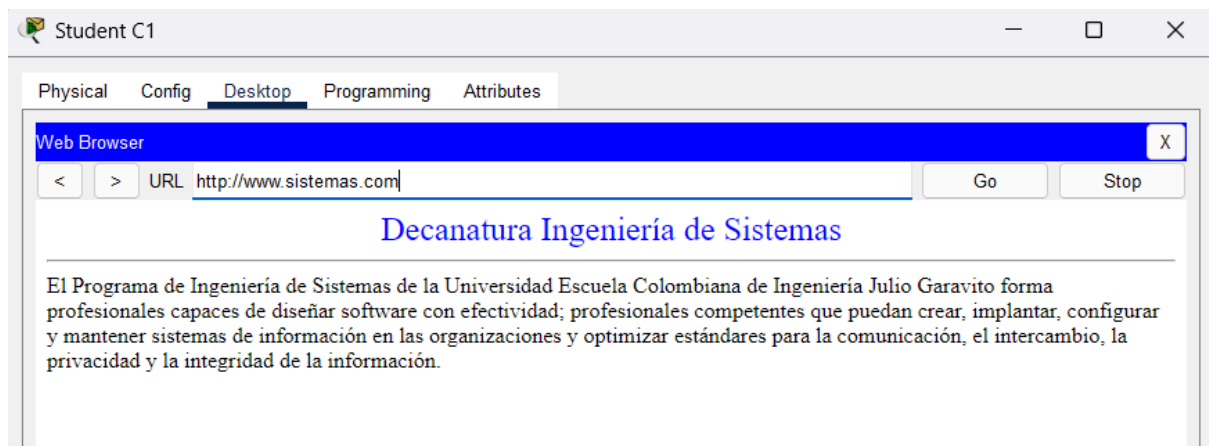 Student C1
Physical Config Desktop Programming Attributes
Web Browser X
< > URL http://www.sistemas.com Go Stop
Decanatura Ingeniería de Sistemas
El Programa de Ingeniería de Sistemas de la Universidad Escuela Colombiana de Ingeniería Julio Garavito forma
profesionales capaces de diseñar software con efectividad; profesionales competentes que puedan crear, implantar, configurar
y mantener sistemas de información en las organizaciones y optimizar estándares para la comunicación, el intercambio, la
privacidad y la integridad de la información.